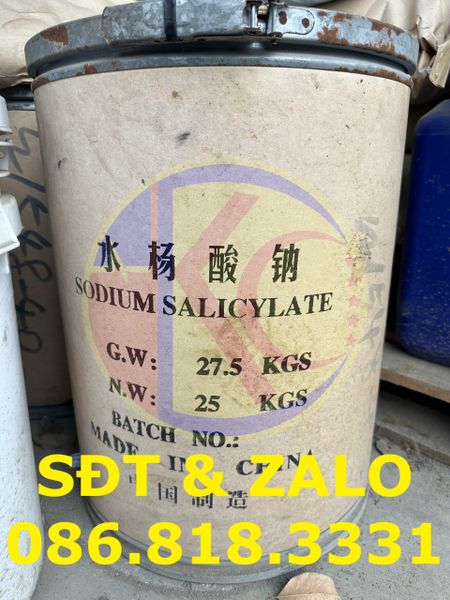 水杨酸钠
SODIUM SALICYLATE
G.W: 27.5 KGS
N.W: 25 KGS
BATCH NO.:
MADE IN CHINA
中国制造
SĐT & ZALO
086.818.3331